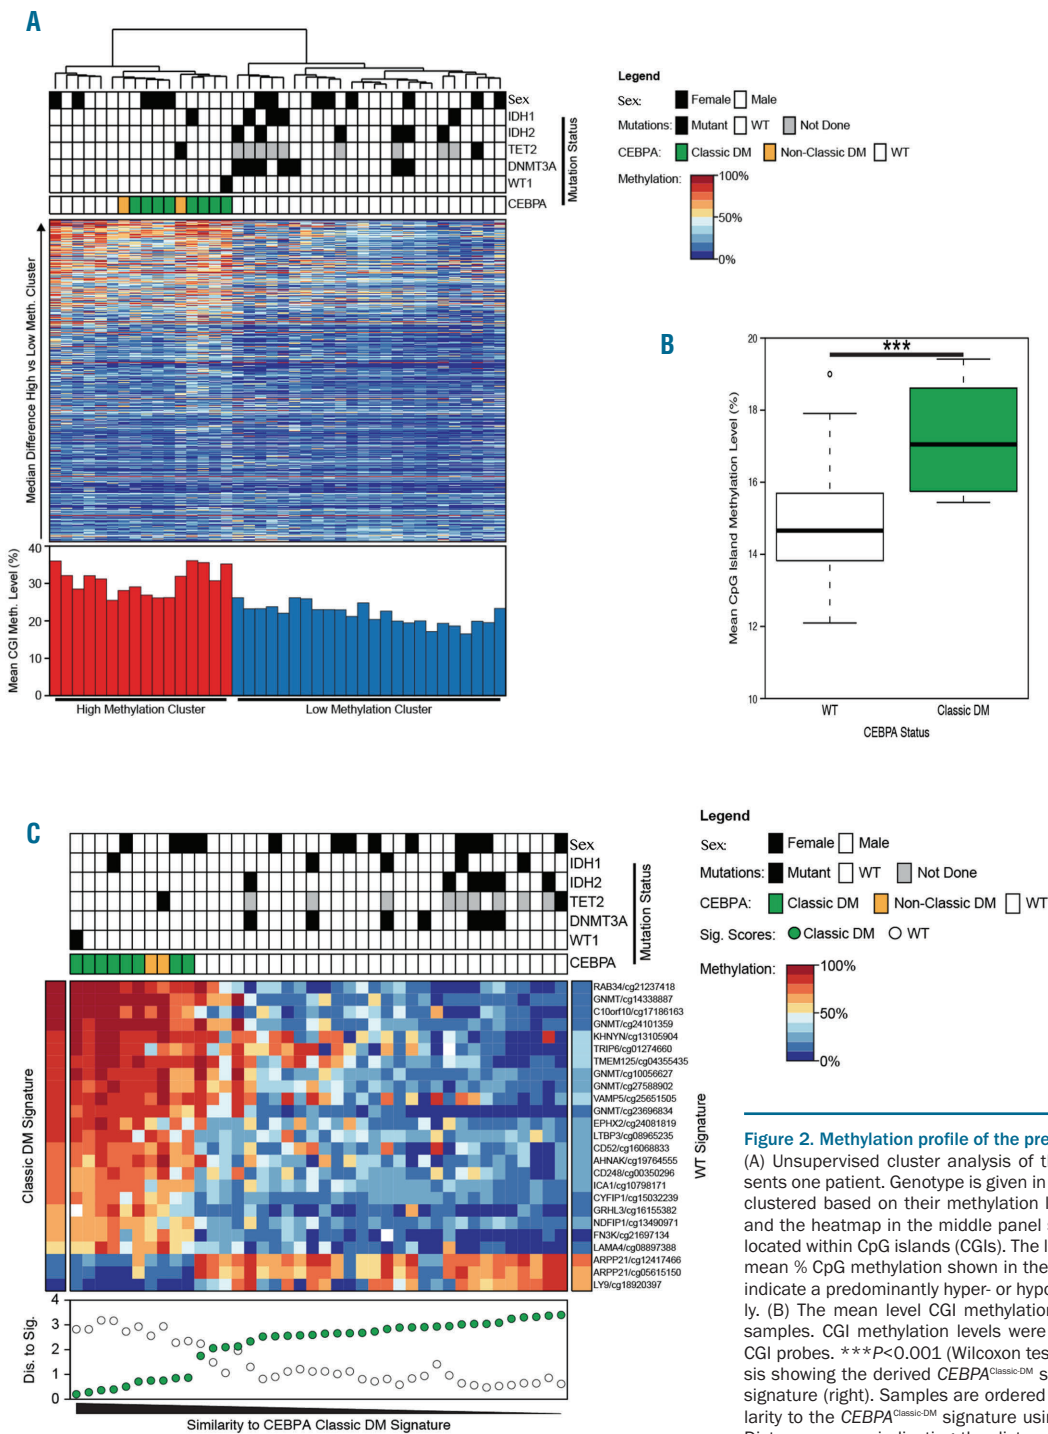 A
Sex
IDH1
IDH2
TET2
DNMT3A
WT1
CEBPA
Mutation Status
Median Difference High vs Low Meth. Cluster
Mean CGI Meth. Level (%)
40
30
20
10
0
High Methylation Cluster
Low Methylation Cluster
Legend
Sex: Female Male
Mutations: Mutant WT Not Done
CEBPA: Classic DM Non-Classic DM WT
Methylation:
100%
50%
0%
B
Mean CpG Island Methylation Level (%)
20
18
16
14
12
10
***
WT
Classic DM
CEBPA Status
C
Sex
IDH1
IDH2
TET2
DNMT3A
WT1
CEBPA
Mutation Status
Classic DM Signature
WT Signature
RAB34/cg21237418
GNMT/cg14338887
C10orf10/cg17186163
GNMT/cg24101359
KHNYN/cg13105904
TRIP6/cg01274660
TMEM125/cg04355435
GNMT/cg10056627
GNMT/cg27588902
VAMP5/cg25651505
GNMT/cg23696834
EPHX2/cg24081819
LTBP3/cg08965235
CD52/cg16068833
AHNAK/cg19764555
CD248/cg00350296
ICA1/cg10798171
CYFIP1/cg15032239
GRHL3/cg16155382
NDFIP1/cg13490971
FN3K/cg21697134
LAMA4/cg08897388
ARPP21/cg12417466
ARPP21/cg05615150
LY9/cg18920397
Dis. to Sig.
4
3
2
1
0
Similarity to CEBPA Classic DM Signature
Legend
Sex: Female Male
Mutations: Mutant WT Not Done
CEBPA: Classic DM Non-Classic DM WT
Sig. Scores: Classic DM WT
Methylation:
100%
50%
0%
Figure 2. Methylation profile of the pre
(A) Unsupervised cluster analysis of t
sents one patient. Genotype is given in
clustered based on their methylation l
and the heatmap in the middle panel s
located within CpG islands (CGIs). The l
mean % CpG methylation shown in the
indicate a predominantly hyper- or hypo
ly. (B) The mean level CGI methylation
samples. CGI methylation levels were
CGI probes. ***P<0.001 (Wilcoxon tes
sis showing the derived CEBPAClassic-DM s
signature (right). Samples are ordered
larity to the CEBPAClassic-DM signature usin